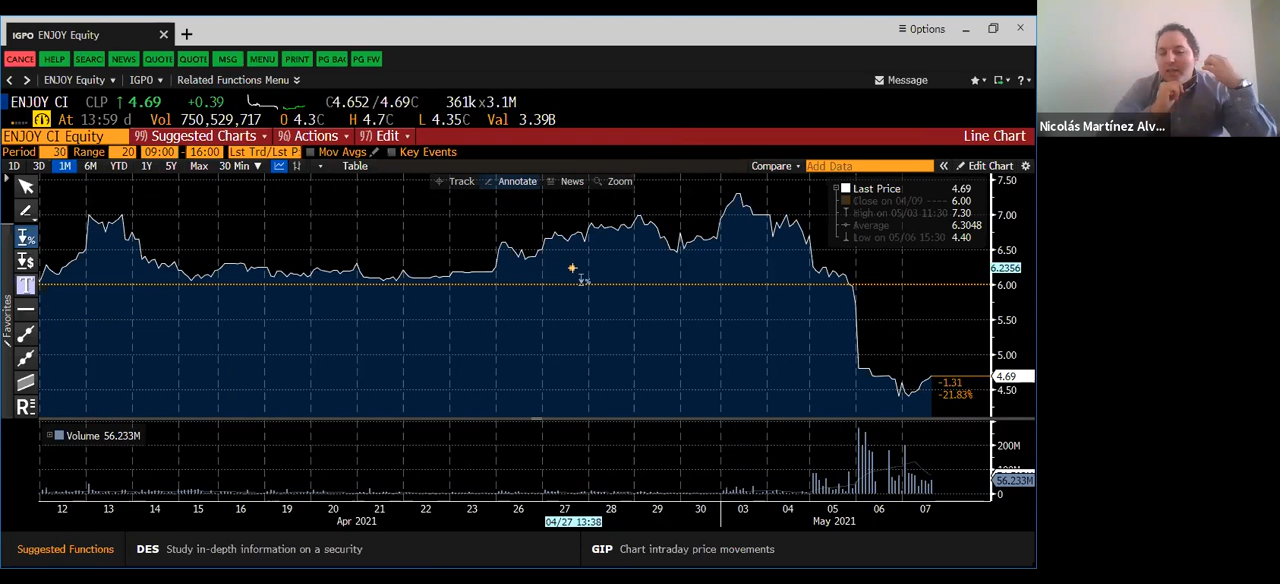 IGPO ENJOY Equity
Options
CANCE HELP SEARC NEWS QUOTE QUOTE MSG MENU PRINT PG BAC PG FW
ENJOY Equity IGPO Related Functions Menu Message
ENJOY CI CLP ↑ 4.69 +0.39 C4.652 /4.69C 361k x 3.1M
At 13:59 d Vol 750,529,717 O 4.3C H 4.7C L 4.35C Val 3.39B
ENJOY CI Equity 99) Suggested Charts 96) Actions 97) Edit Line Chart
Period 30 Range 20 09:00 - 16:00 Lst Trd/Lst P Mov Avgs Key Events
1D 3D 1M 6M YTD 1Y 5Y Max 30 Min ▼ Table Compare Add Data « Edit Chart
Track Annotate News Zoom
Last Price 4.69
Close on 04/09 ---- 6.00
High on 05/03 11:30 7.30
Average 6.3048
Low on 05/06 15:30 4.40
7.50
7.00
6.50
6.2356
6.00
5.50
5.00
4.69
4.50
-1.31
-21.83%
Favorites
Volume 56.233M
200M
56.233M
0
12 13 14 15 16 19 20 21 22 23 26 27 28 29 30 03 04 05 06 07
Apr 2021 04/27 13:38 May 2021
Suggested Functions DES Study in-depth information on a security GIP Chart intraday price movements
Nicolás Martínez Alv...